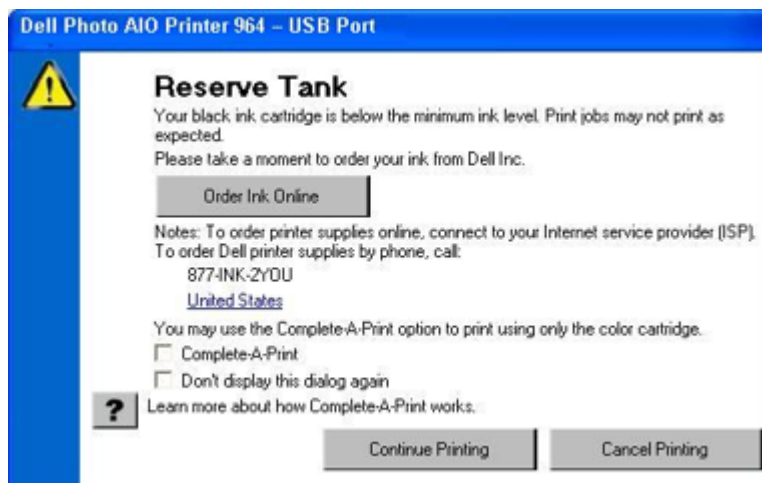 Dell Photo AIO Printer 964 – USB Port
Reserve Tank
Your black ink cartridge is below the minimum ink level. Print jobs may not print as
expected.
Please take a moment to order your ink from Dell Inc.
Order Ink Online
Notes: To order printer supplies online, connect to your Internet service provider (ISP).
To order Dell printer supplies by phone, call:
877-INK-2YOU
United States
You may use the Complete-A-Print option to print using only the color cartridge.
Complete-A-Print
Don't display this dialog again
? Learn more about how Complete-A-Print works.
Continue Printing Cancel Printing